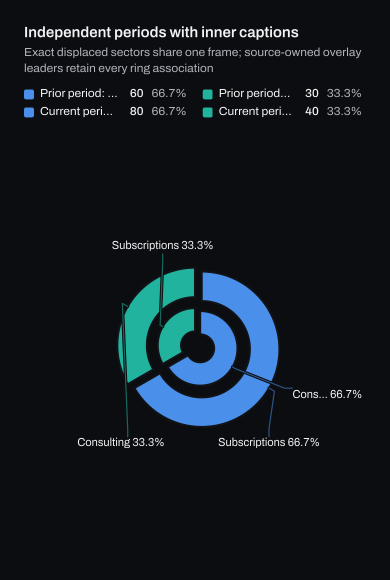 Independent periods with inner captions
Exact displaced sectors share one frame; source-owned overlay
leaders retain every ring association
Prior period: ... 60 66.7% Prior period... 30 33.3%
Current peri... 80 66.7% Current peri... 40 33.3%
Subscriptions 33.3%
Cons... 66.7%
Consulting 33.3% Subscriptions 66.7%